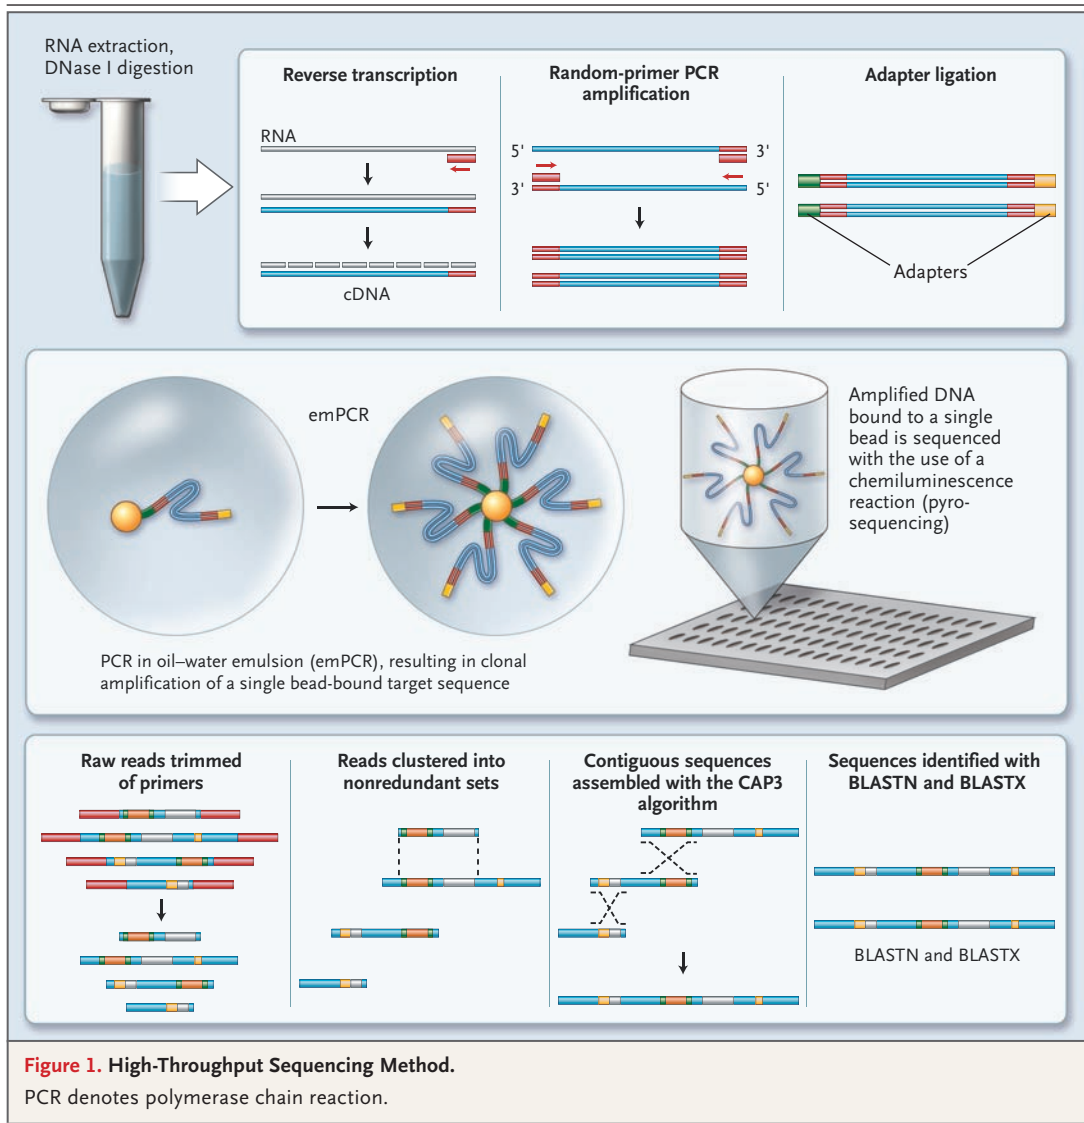 RNA extraction,
DNase I digestion
Reverse transcription
RNA
cDNA
Random-primer PCR
amplification
5' 3'
3' 5'
Adapter ligation
Adapters
emPCR
PCR in oil–water emulsion (emPCR), resulting in clonal
amplification of a single bead-bound target sequence
Amplified DNA
bound to a single
bead is sequenced
with the use of a
chemiluminescence
reaction (pyro-
sequencing)
Raw reads trimmed
of primers
Reads clustered into
nonredundant sets
Contiguous sequences
assembled with the CAP3
algorithm
Sequences identified with
BLASTN and BLASTX
BLASTN and BLASTX
Figure 1. High-Throughput Sequencing Method.
PCR denotes polymerase chain reaction.